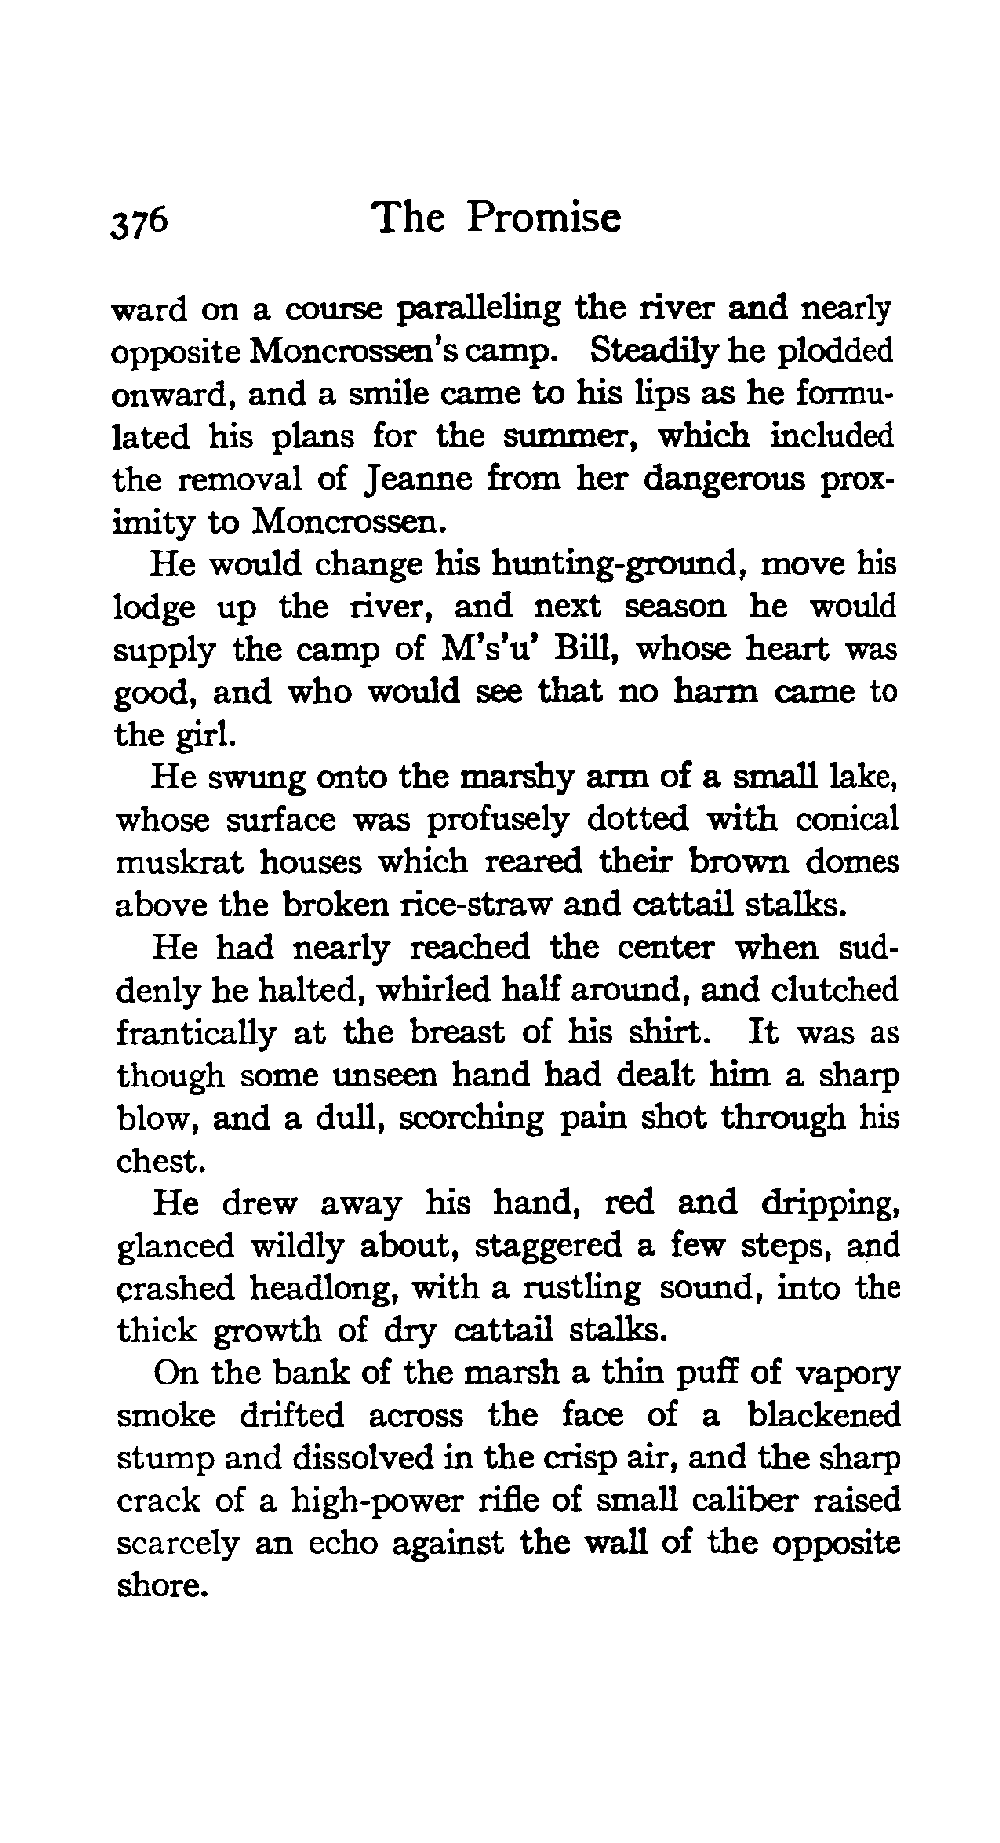 376 The Promise
ward on a course paralleling the river and nearly
opposite Moncrossen's camp. Steadily he plodded
onward, and a smile came to his lips as he formu-
lated his plans for the summer, which included
the removal of Jeanne from her dangerous prox-
imity to Moncrossen.
He would change his hunting-ground, move his
lodge up the river, and next season he would
supply the camp of M's'u' Bill, whose heart was
good, and who would see that no harm came to
the girl.
He swung onto the marshy arm of a small lake,
whose surface was profusely dotted with conical
muskrat houses which reared their brown domes
above the broken rice-straw and cattail stalks.
He had nearly reached the center when sud-
denly he halted, whirled half around, and clutched
frantically at the breast of his shirt. It was as
though some unseen hand had dealt him a sharp
blow, and a dull, scorching pain shot through his
chest.
He drew away his hand, red and dripping,
glanced wildly about, staggered a few steps, and
crashed headlong, with a rustling sound, into the
thick growth of dry cattail stalks.
On the bank of the marsh a thin puff of vapory
smoke drifted across the face of a blackened
stump and dissolved in the crisp air, and the sharp
crack of a high-power rifle of small caliber raised
scarcely an echo against the wall of the opposite
shore.